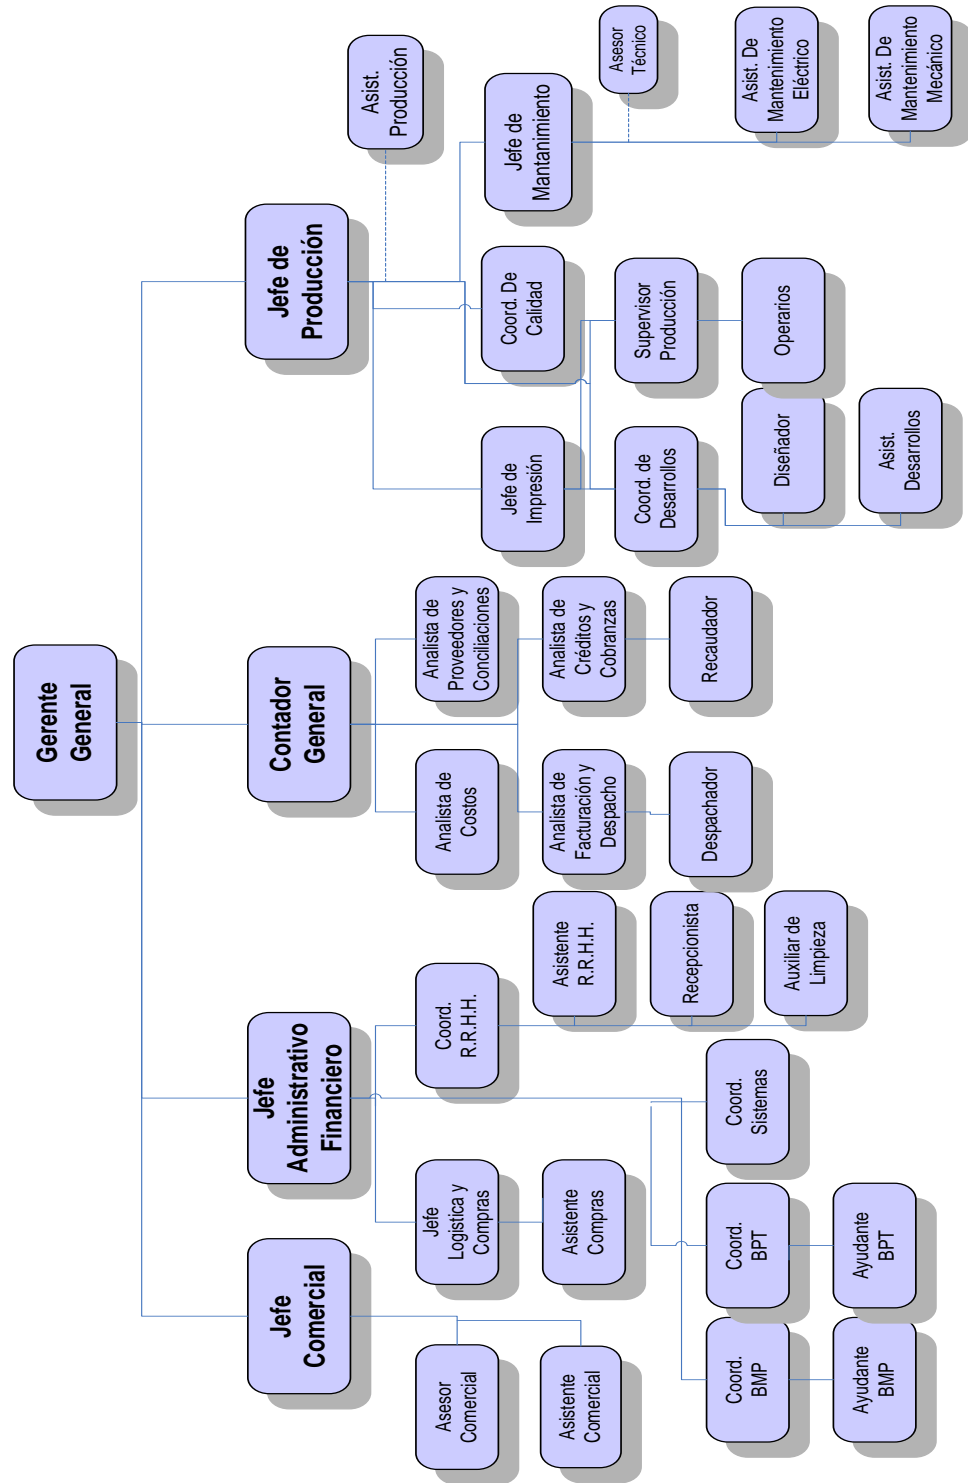 Gerente
General
Jefe
Comercial
Jefe
Administrativo
Financiero
Contador
General
Jefe de
Producción
Asist.
Producción
Asesor
Comercial
Asistente
Comercial
Jefe
Logistica y
Compras
Asistente
Compras
Coord.
R.R.H.H.
Asistente
R.R.H.H.
Recepcionista
Auxiliar de
Limpieza
Coord.
BMP
Ayudante
BMP
Coord.
BPT
Ayudante
BPT
Coord.
Sistemas
Analista de
Costos
Analista de
Proveedores y
Conciliaciones
Analista de
Facturación y
Despacho
Analista de
Créditos y
Cobranzas
Despachador
Recaudador
Jefe de
Impresión
Coord. De
Calidad
Jefe de
Mantanimiento
Coord. de
Desarrollos
Supervisor
Producción
Asesor
Técnico
Diseñador
Operarios
Asist. De
Mantenimiento
Eléctrico
Asist.
Desarrollos
Asist. De
Mantenimiento
Mecánico